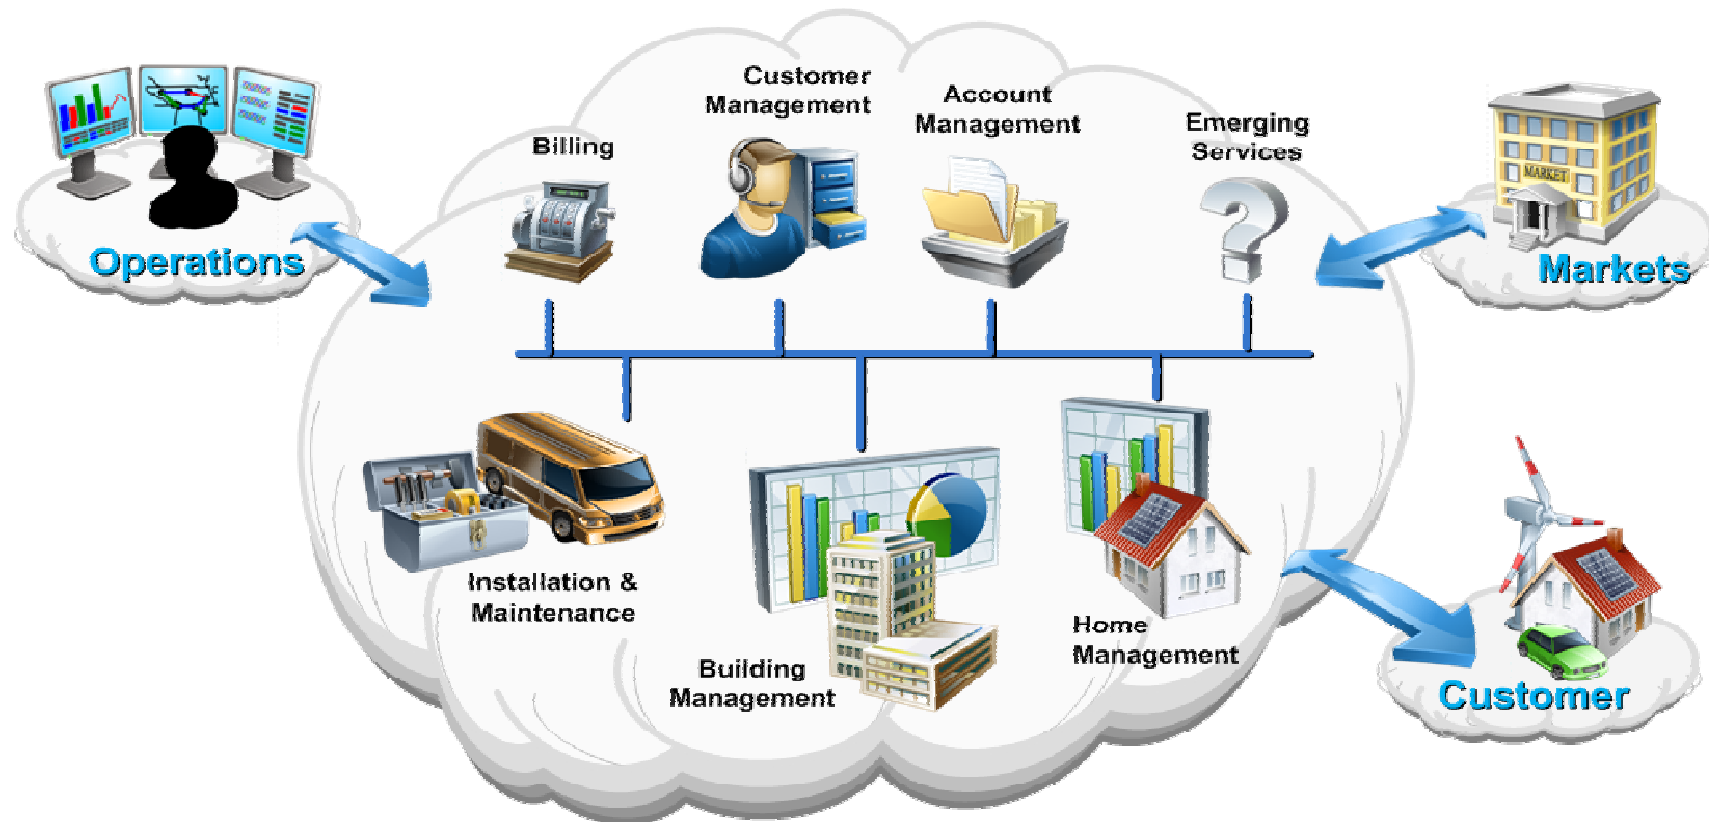 Customer
Management
Account
Management
Emerging
Services
Billing
MARKET
Operations
Markets
Installation &
Maintenance
Home
Management
Building
Management
Customer